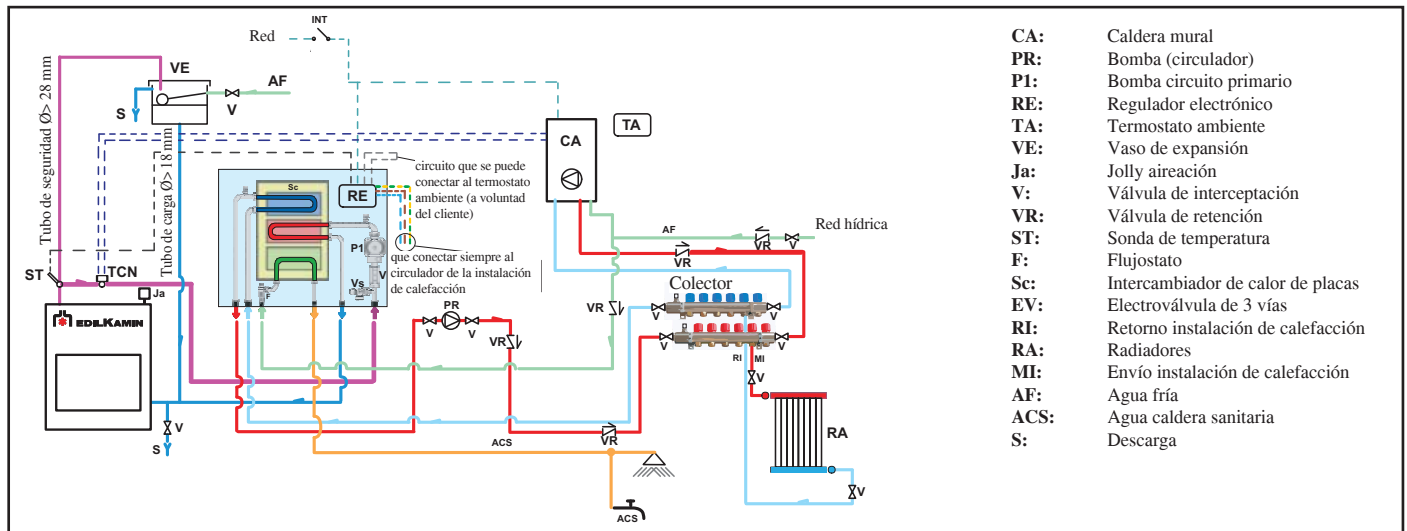 INT
Red
VE
AF
S
V
Tubo de seguridad Ø> 28 mm
Tubo de carga Ø> 18 mm
CA
TA
Sc
RE
circuito que se puede
conectar al termostato
ambiente (a voluntad
del cliente)
Red hídrica
AF
VR
V
VR
P1
V
Vs
F
que conectar siempre al
circulador de la instalación
de calefacción
ST
TCN
Ja
EDILKAMIN
Colector
V
V
V
V
PR
V
V
VR
VR
RI
MI
V
RA
V
V
S
ACS
VR
ACS
CA: Caldera mural
PR: Bomba (circulador)
P1: Bomba circuito primario
RE: Regulador electrónico
TA: Termostato ambiente
VE: Vaso de expansión
Ja: Jolly aireación
V: Válvula de interceptación
VR: Válvula de retención
ST: Sonda de temperatura
F: Flujostato
Sc: Intercambiador de calor de placas
EV: Electroválvula de 3 vías
RI: Retorno instalación de calefacción
RA: Radiadores
MI: Envío instalación de calefacción
AF: Agua fría
ACS: Agua caldera sanitaria
S: Descarga